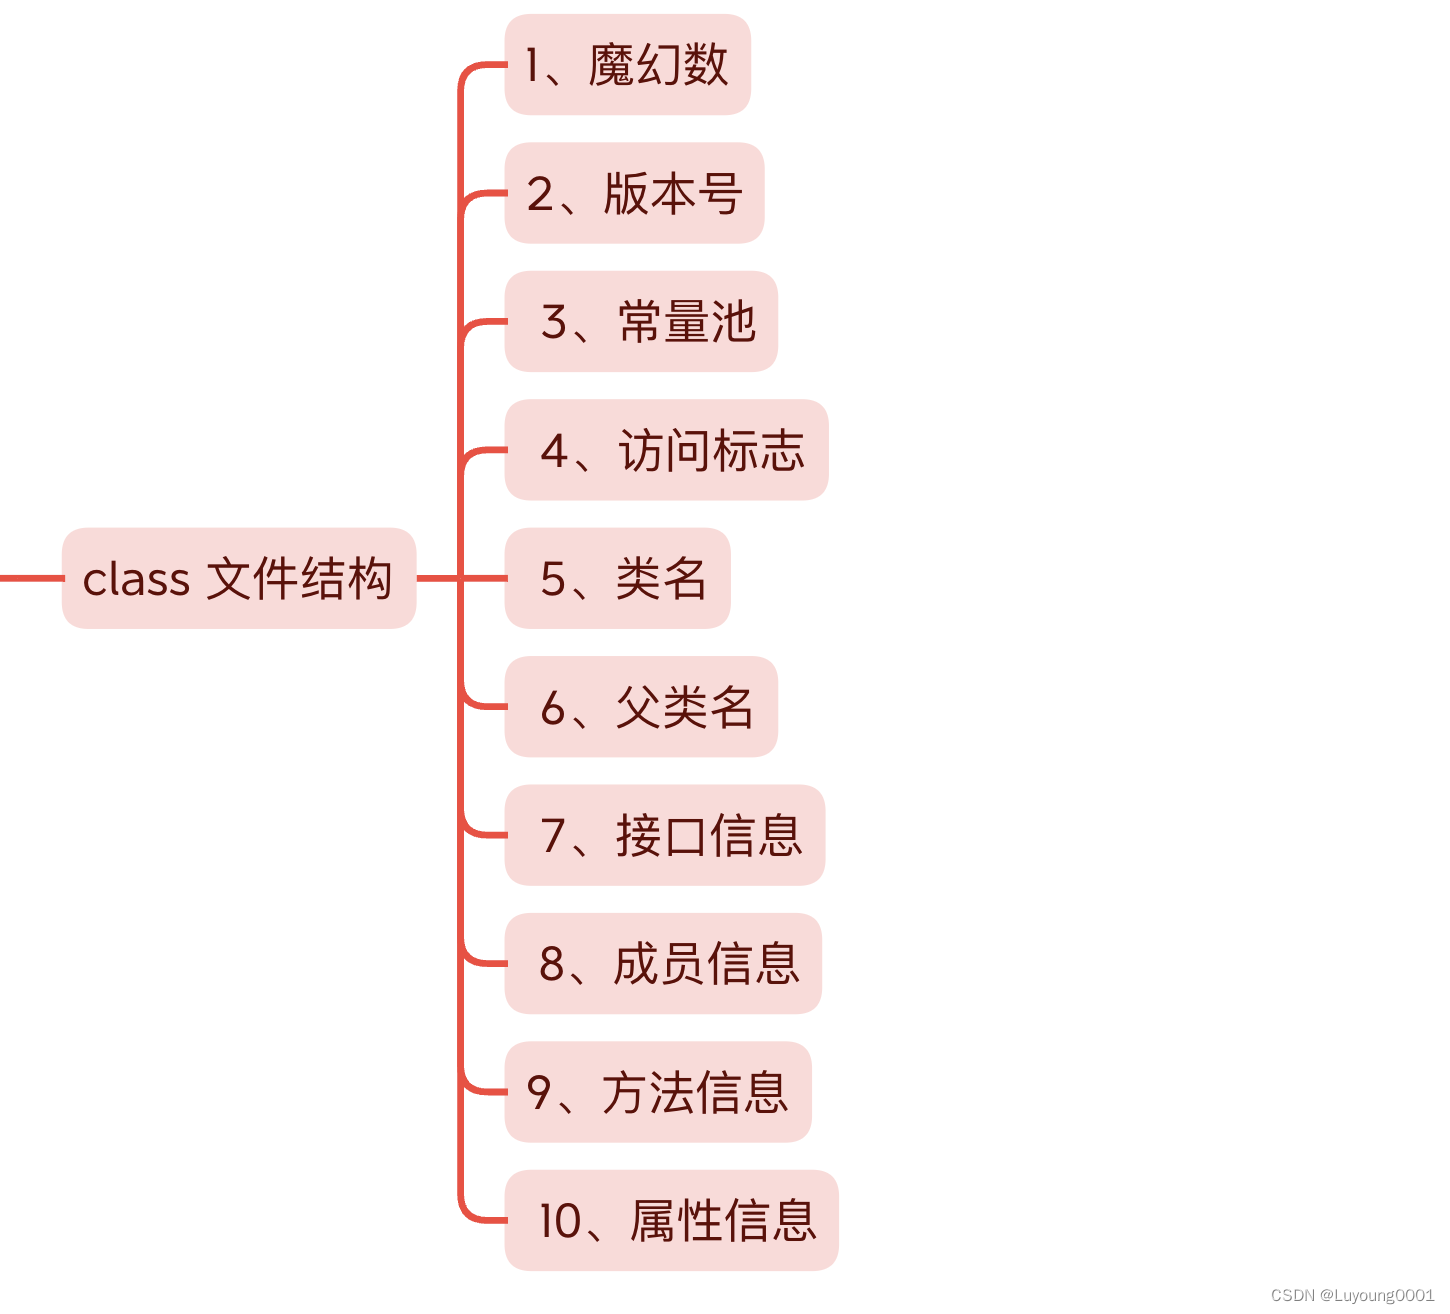 1、魔幻数
2、版本号
3、常量池
4、访问标志
class 文件结构
5、类名
6、父类名
7、接口信息
8、成员信息
9、方法信息
10、属性信息
CSDN @Luyoung0001